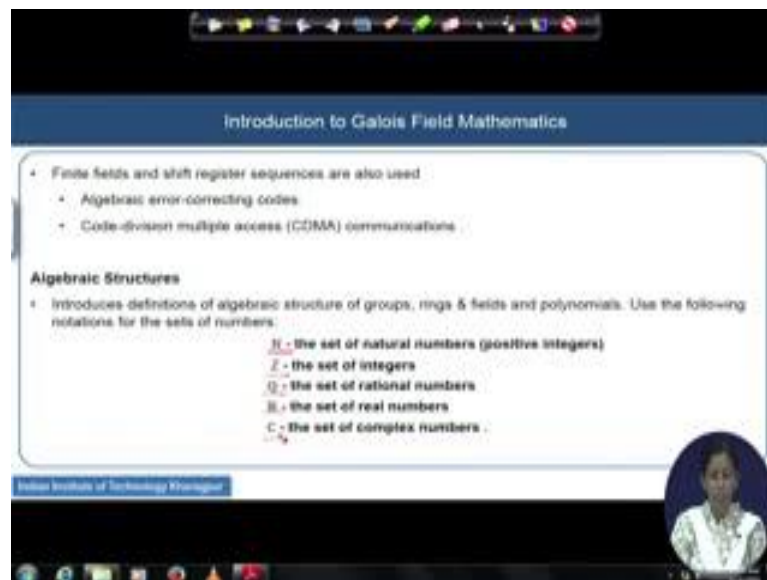 Introduction to Galois Field Mathematics
• Finite fields and shift register sequences are also used
• Algebraic error-correcting codes
• Code-division multiple access (CDMA) communications .
Algebraic Structures
• Introduces definitions of algebraic structure of groups, rings & fields and polynomials. Use the following
notations for the sets of numbers:
N - the set of natural numbers (positive integers)
Z - the set of integers
Q - the set of rational numbers
R - the set of real numbers
C - the set of complex numbers .
Indian Institute of Technology Kharagpur